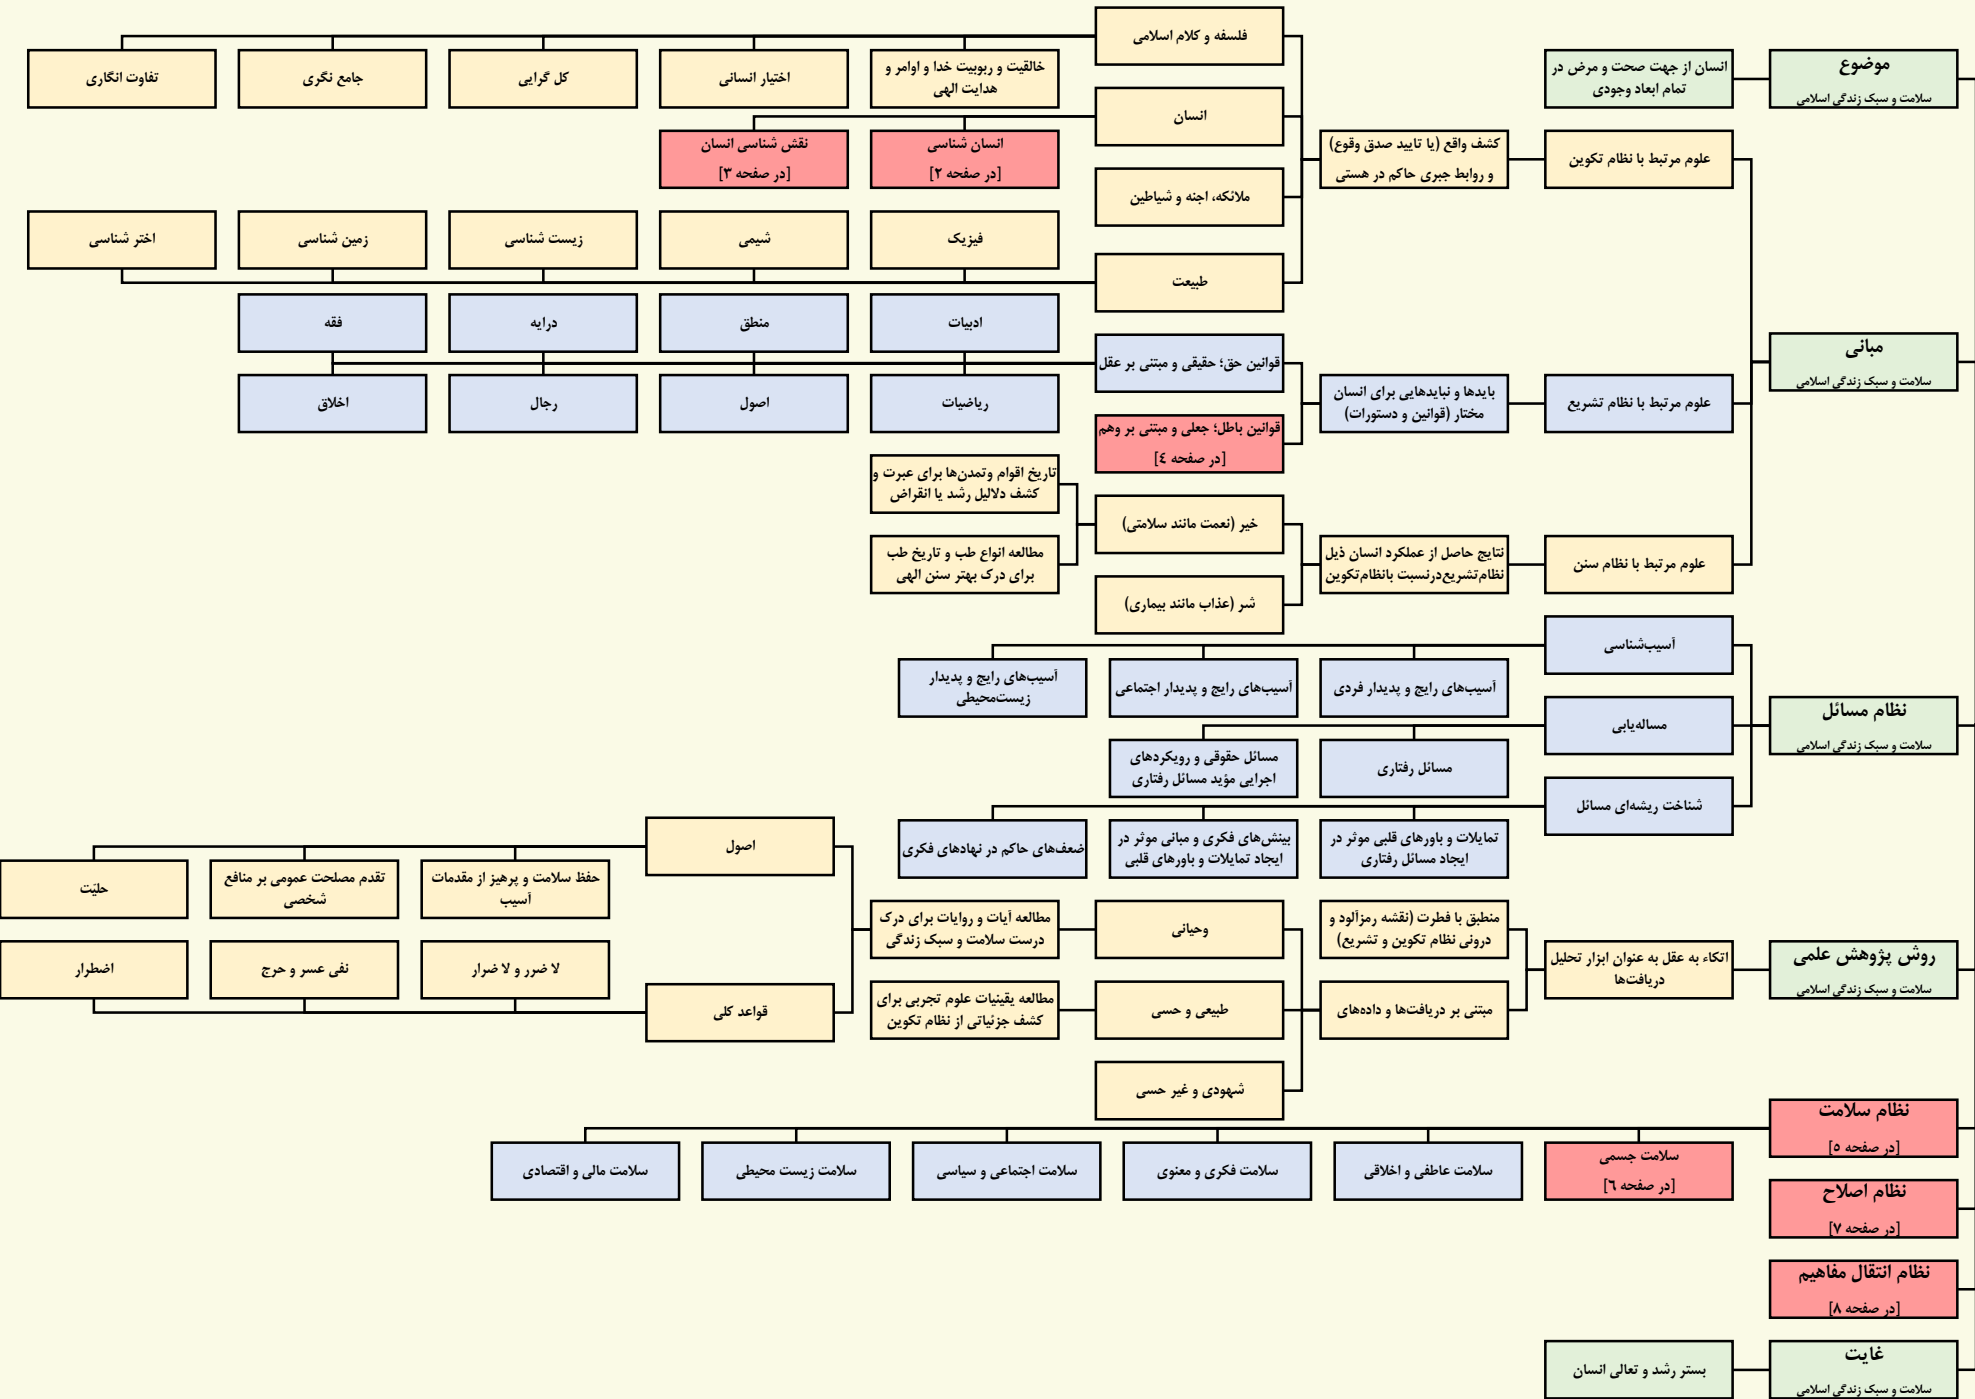 موضوع
سلامت و سبک زندگی اسلامی
انسان از جهت صحت و مرض در
تمام ابعاد وجودی
مبانی
سلامت و سبک زندگی اسلامی
علوم مرتبط با نظام تکوین
کشف واقع (یا تایید صدق وقوع)
و روابط جبری حاکم در هستی
فلسفه و کلام اسلامی
خالقیت و ربوبیت خدا و اوامر و
هدایت الهی
اختیار انسانی
کل گرایی
جامع نگری
تفاوت انگاری
انسان
انسان شناسی
[در صفحه ۲]
نقش شناسی انسان
[در صفحه ۳]
ملائکه، اجنه و شیاطین
طبیعت
فیزیک
شیمی
زیست شناسی
زمین شناسی
اختر شناسی
علوم مرتبط با نظام تشریع
بایدها و نبایدهایی برای انسان
مختار (قوانین و دستورات)
قوانین حق؛ حقیقی و مبتنی بر عقل
ادبیات
منطق
درایه
فقه
ریاضیات
اصول
رجال
اخلاق
قوانین باطل؛ جعلی و مبتنی بر وهم
[در صفحه ٤]
علوم مرتبط با نظام سنن
نتایج حاصل از عملکرد انسان ذیل
نظام‌تشریع‌درنسبت بانظام‌تکوین
خیر (نعمت مانند سلامتی)
تاریخ اقوام وتمدن‌ها برای عبرت و
کشف دلالیل رشد یا انقراض
مطالعه انواع طب و تاریخ طب
برای درک بهتر سنن الهی
شر (عذاب مانند بیماری)
نظام مسائل
سلامت و سبک زندگی اسلامی
آسیب‌شناسی
آسیب‌های رایج و پدیدار فردی
آسیب‌های رایج و پدیدار اجتماعی
آسیب‌های رایج و پدیدار
زیست‌محیطی
مساله‌یابی
مسائل رفتاری
مسائل حقوقی و رویکردهای
اجرایی مؤید مسائل رفتاری
شناخت ریشه‌ای مسائل
تمایلات و باورهای قلبی موثر در
ایجاد مسائل رفتاری
بینش‌های فکری و مبانی موثر در
ایجاد تمایلات و باورهای قلبی
ضعف‌های حاکم در نهادهای فکری
روش پژوهش علمی
سلامت و سبک زندگی اسلامی
اتکاء به عقل به عنوان ابزار تحلیل
دریافت‌ها
منطبق با فطرت (نقشه رمزآلود و
درونی نظام تکوین و تشریع)
مبتنی بر دریافت‌ها و داده‌های
وحیانی
مطالعه آیات و روایات برای درک
درست سلامت و سبک زندگی
اصول
حفظ سلامت و پرهیز از مقدمات
آسیب
تقدم مصلحت عمومی بر منافع
شخصی
حلیّت
قواعد کلی
لا ضرر و لا ضرار
نفی عسر و حرج
اضطرار
طبیعی و حسی
مطالعه یقینیات علوم تجربی برای
کشف جزئیاتی از نظام تکوین
شهودی و غیر حسی
نظام سلامت
[در صفحه ٥]
سلامت جسمی
[در صفحه ٦]
سلامت عاطفی و اخلاقی
سلامت فکری و معنوی
سلامت اجتماعی و سیاسی
سلامت زیست محیطی
سلامت مالی و اقتصادی
نظام اصلاح
[در صفحه ۷]
نظام انتقال مفاهیم
[در صفحه ۸]
غایت
سلامت و سبک زندگی اسلامی
بستر رشد و تعالی انسان